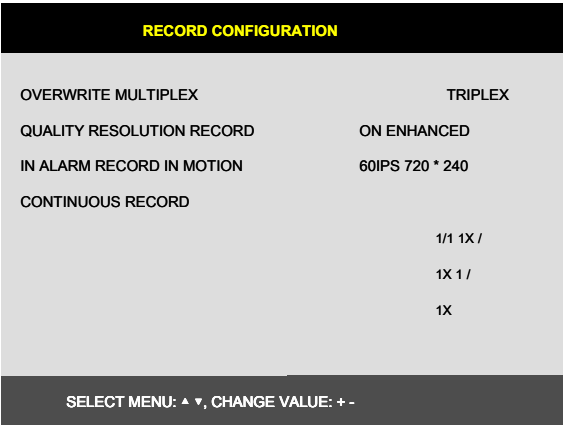 RECORD CONFIGURATION
OVERWRITE MULTIPLEX TRIPLEX
QUALITY RESOLUTION RECORD ON ENHANCED
IN ALARM RECORD IN MOTION 60IPS 720 * 240
CONTINUOUS RECORD
1/1 1X /
1X 1 /
1X
SELECT MENU: ▲ ▼, CHANGE VALUE: + -